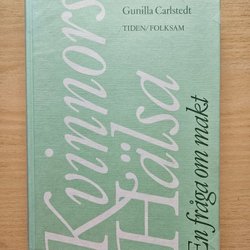 Gunilla Carlstedt
TIDEN/FOLKSAM
Kvinnors
Hälsa
En fråga om makt